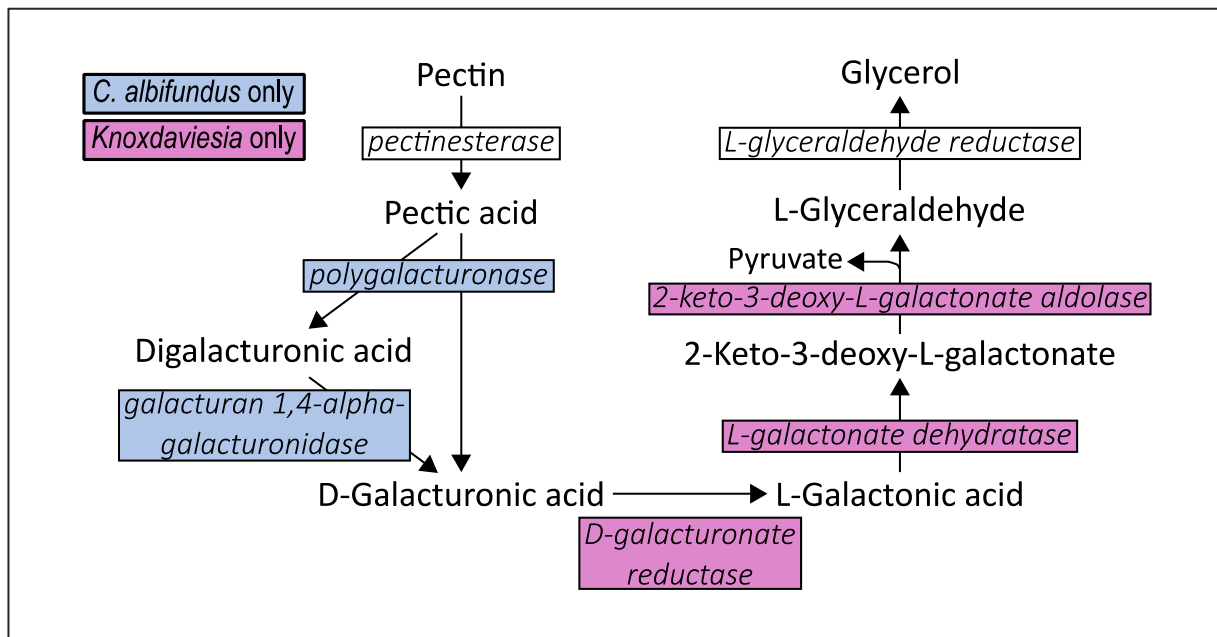 C. albifundus only
Knoxdaviesia only
Pectin
pectinesterase
Pectic acid
polygalacturonase
Digalacturonic acid
galacturan 1,4-alpha-
galacturonidase
D-Galacturonic acid
D-galacturonate
reductase
L-Galactonic acid
L-galactonate dehydratase
2-Keto-3-deoxy-L-galactonate
2-keto-3-deoxy-L-galactonate aldolase
Pyruvate
L-Glyceraldehyde
L-glyceraldehyde reductase
Glycerol